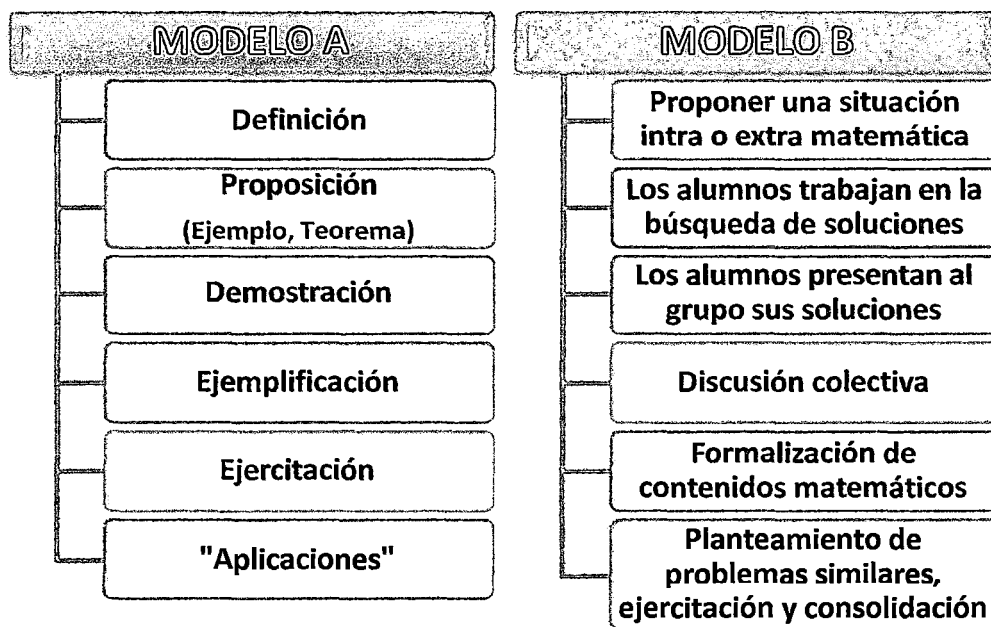 MODELO A
Definición
Proposición
(Ejemplo, Teorema)
Demostración
Ejemplificación
Ejercitación
"Aplicaciones"
MODELO B
Proponer una situación
intra o extra matemática
Los alumnos trabajan en la
búsqueda de soluciones
Los alumnos presentan al
grupo sus soluciones
Discusión colectiva
Formalización de
contenidos matemáticos
Planteamiento de
problemas similares,
ejercitación y consolidación